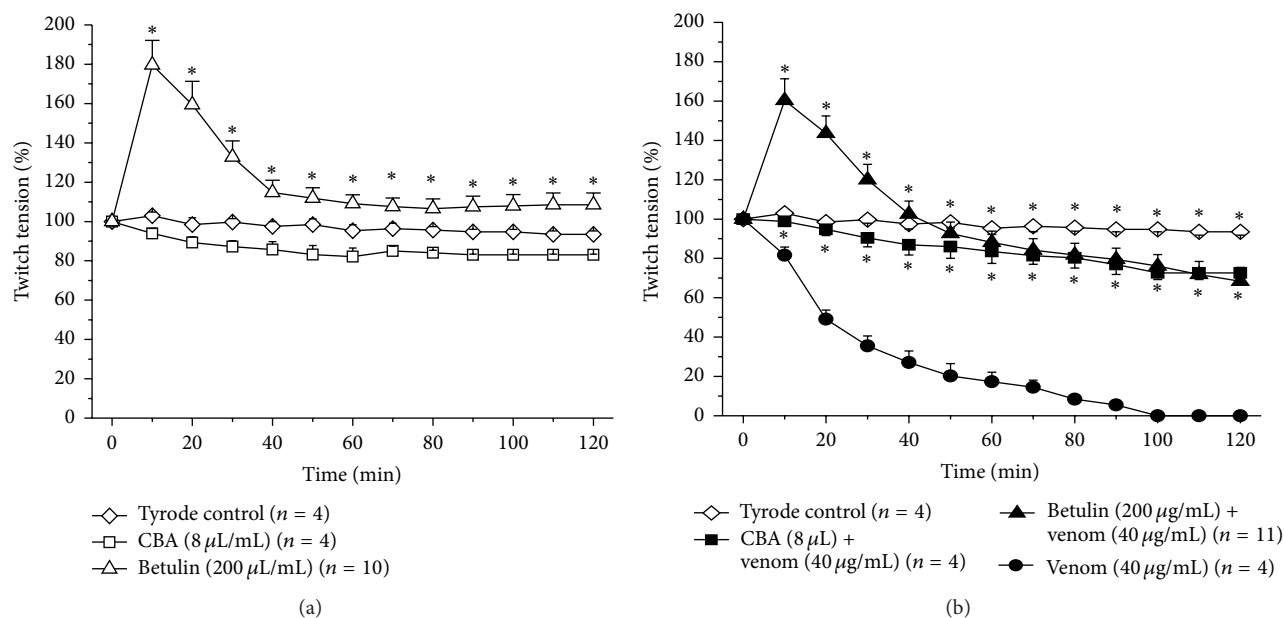 200
180
160
140
120
100
80
60
40
20
0
Twitch tension (%)
* * * * * * * * * * * *
0 20 40 60 80 100 120
Time (min)
Tyrode control (n = 4)
CBA (8 μL/mL) (n = 4)
Betulin (200 μL/mL) (n = 10)
(a)
200
180
160
140
120
100
80
60
40
20
0
Twitch tension (%)
* * * * * * * * * * * *
* * * * * * * * * * * *
0 20 40 60 80 100 120
Time (min)
Tyrode control (n = 4)
CBA (8 μL) +
venom (40 μg/mL) (n = 4)
Betulin (200 μg/mL) +
venom (40 μg/mL) (n = 11)
Venom (40 μg/mL) (n = 4)
(b)